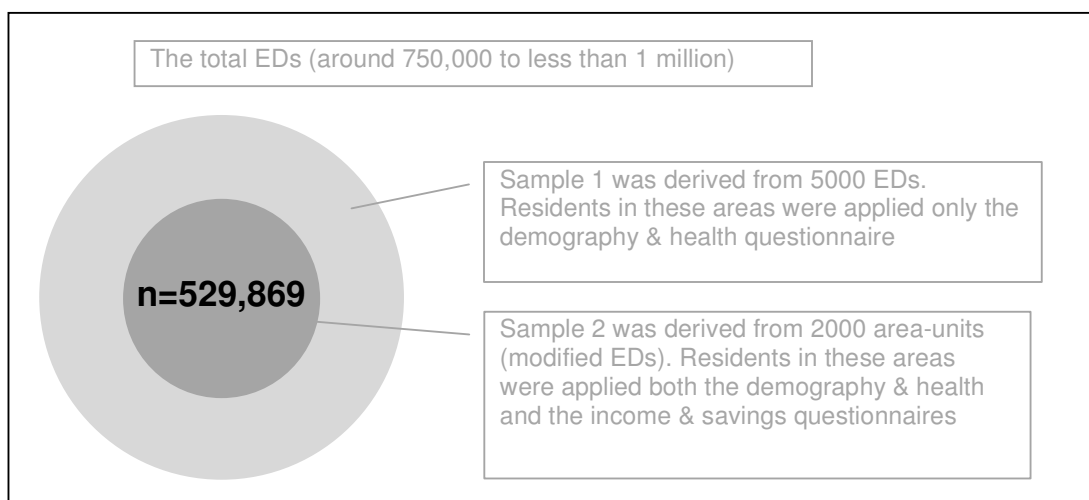 The total EDs (around 750,000 to less than 1 million)
Sample 1 was derived from 5000 EDs.
Residents in these areas were applied only the
demography & health questionnaire
n=529,869
Sample 2 was derived from 2000 area-units
(modified EDs). Residents in these areas
were applied both the demography & health
and the income & savings questionnaires